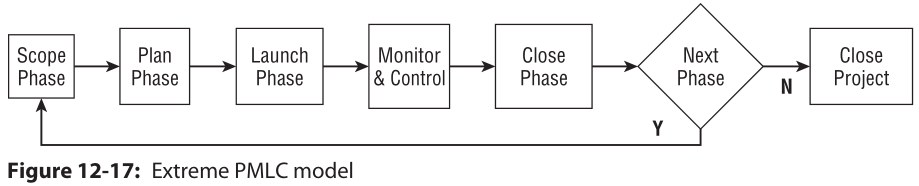 Scope
Phase
Plan
Phase
Launch
Phase
Monitor
& Control
Close
Phase
Next
Phase
Close
Project
N
Y
Figure 12-17: Extreme PMLC model